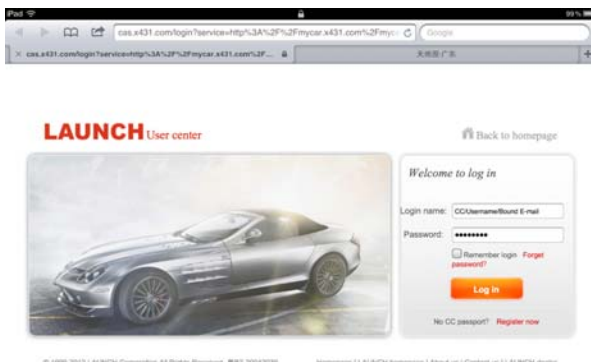 iPad
99%
cas.x431.com/login?service=http%3A%2F%2Fmycar.x431.com%2Fmyc
Google
cas.x431.com/login?service=http%3A%2F%2Fmycar.x431.com%2F...
LAUNCH User center
Back to homepage
Welcome to log in
Login name: CC/Username/Bound E-mail
Password: ••••••••
Remember login Forget
password?
Log in
No CC passport? Register now